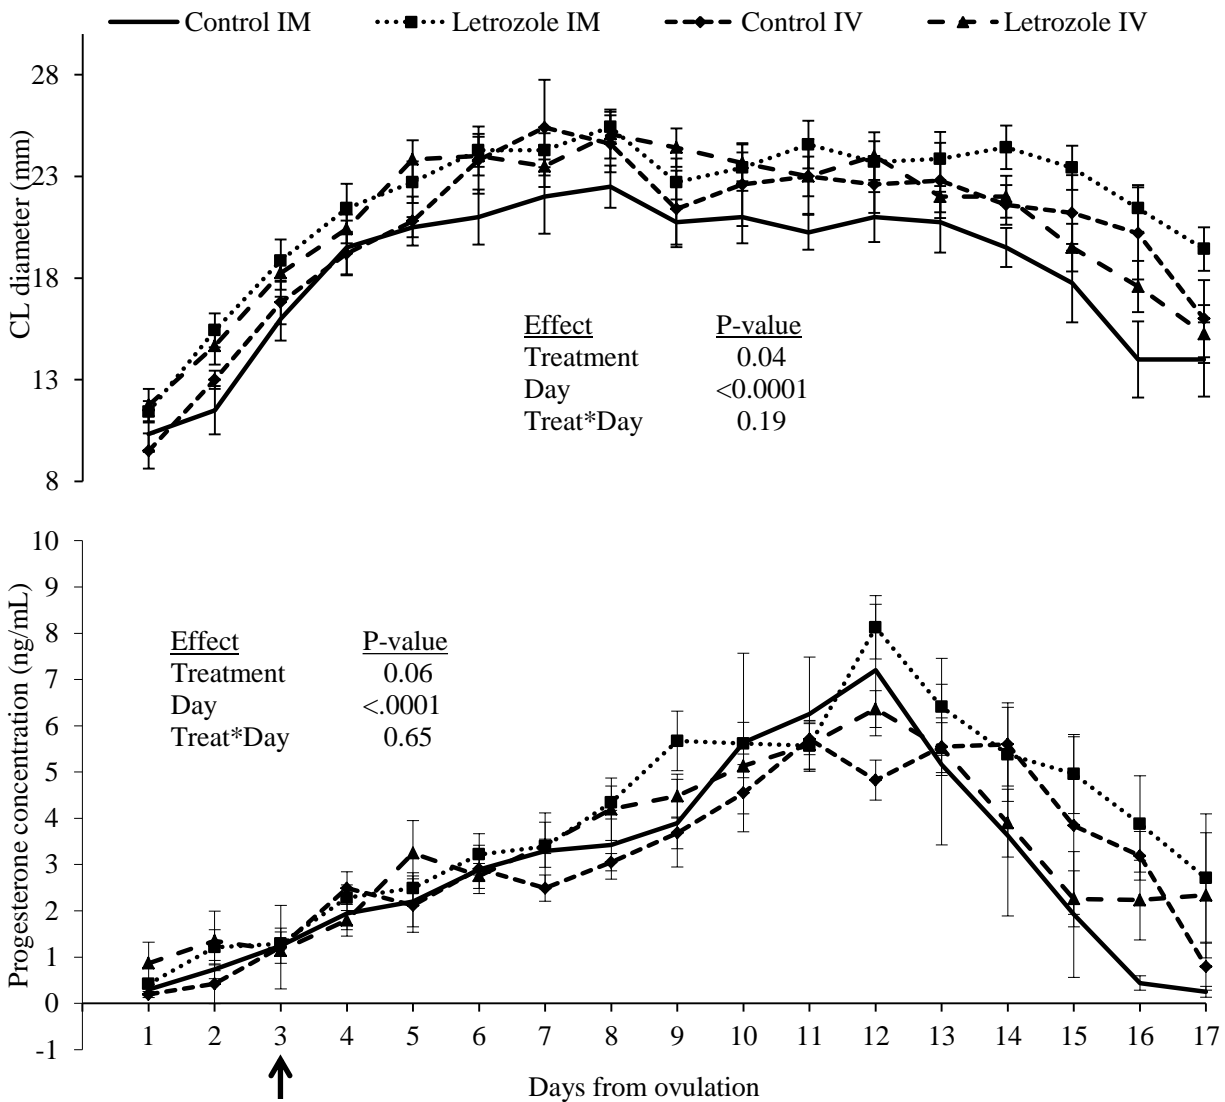 Control IM Letrozole IM Control IV Letrozole IV
CL diameter (mm)
28
23
18
13
8
Effect P-value
Treatment 0.04
Day <0.0001
Treat*Day 0.19
Progesterone concentration (ng/mL)
10
9
8
7
6
5
4
3
2
1
0
-1
Effect P-value
Treatment 0.06
Day <.0001
Treat*Day 0.65
1 2 3 4 5 6 7 8 9 10 11 12 13 14 15 16 17
Days from ovulation